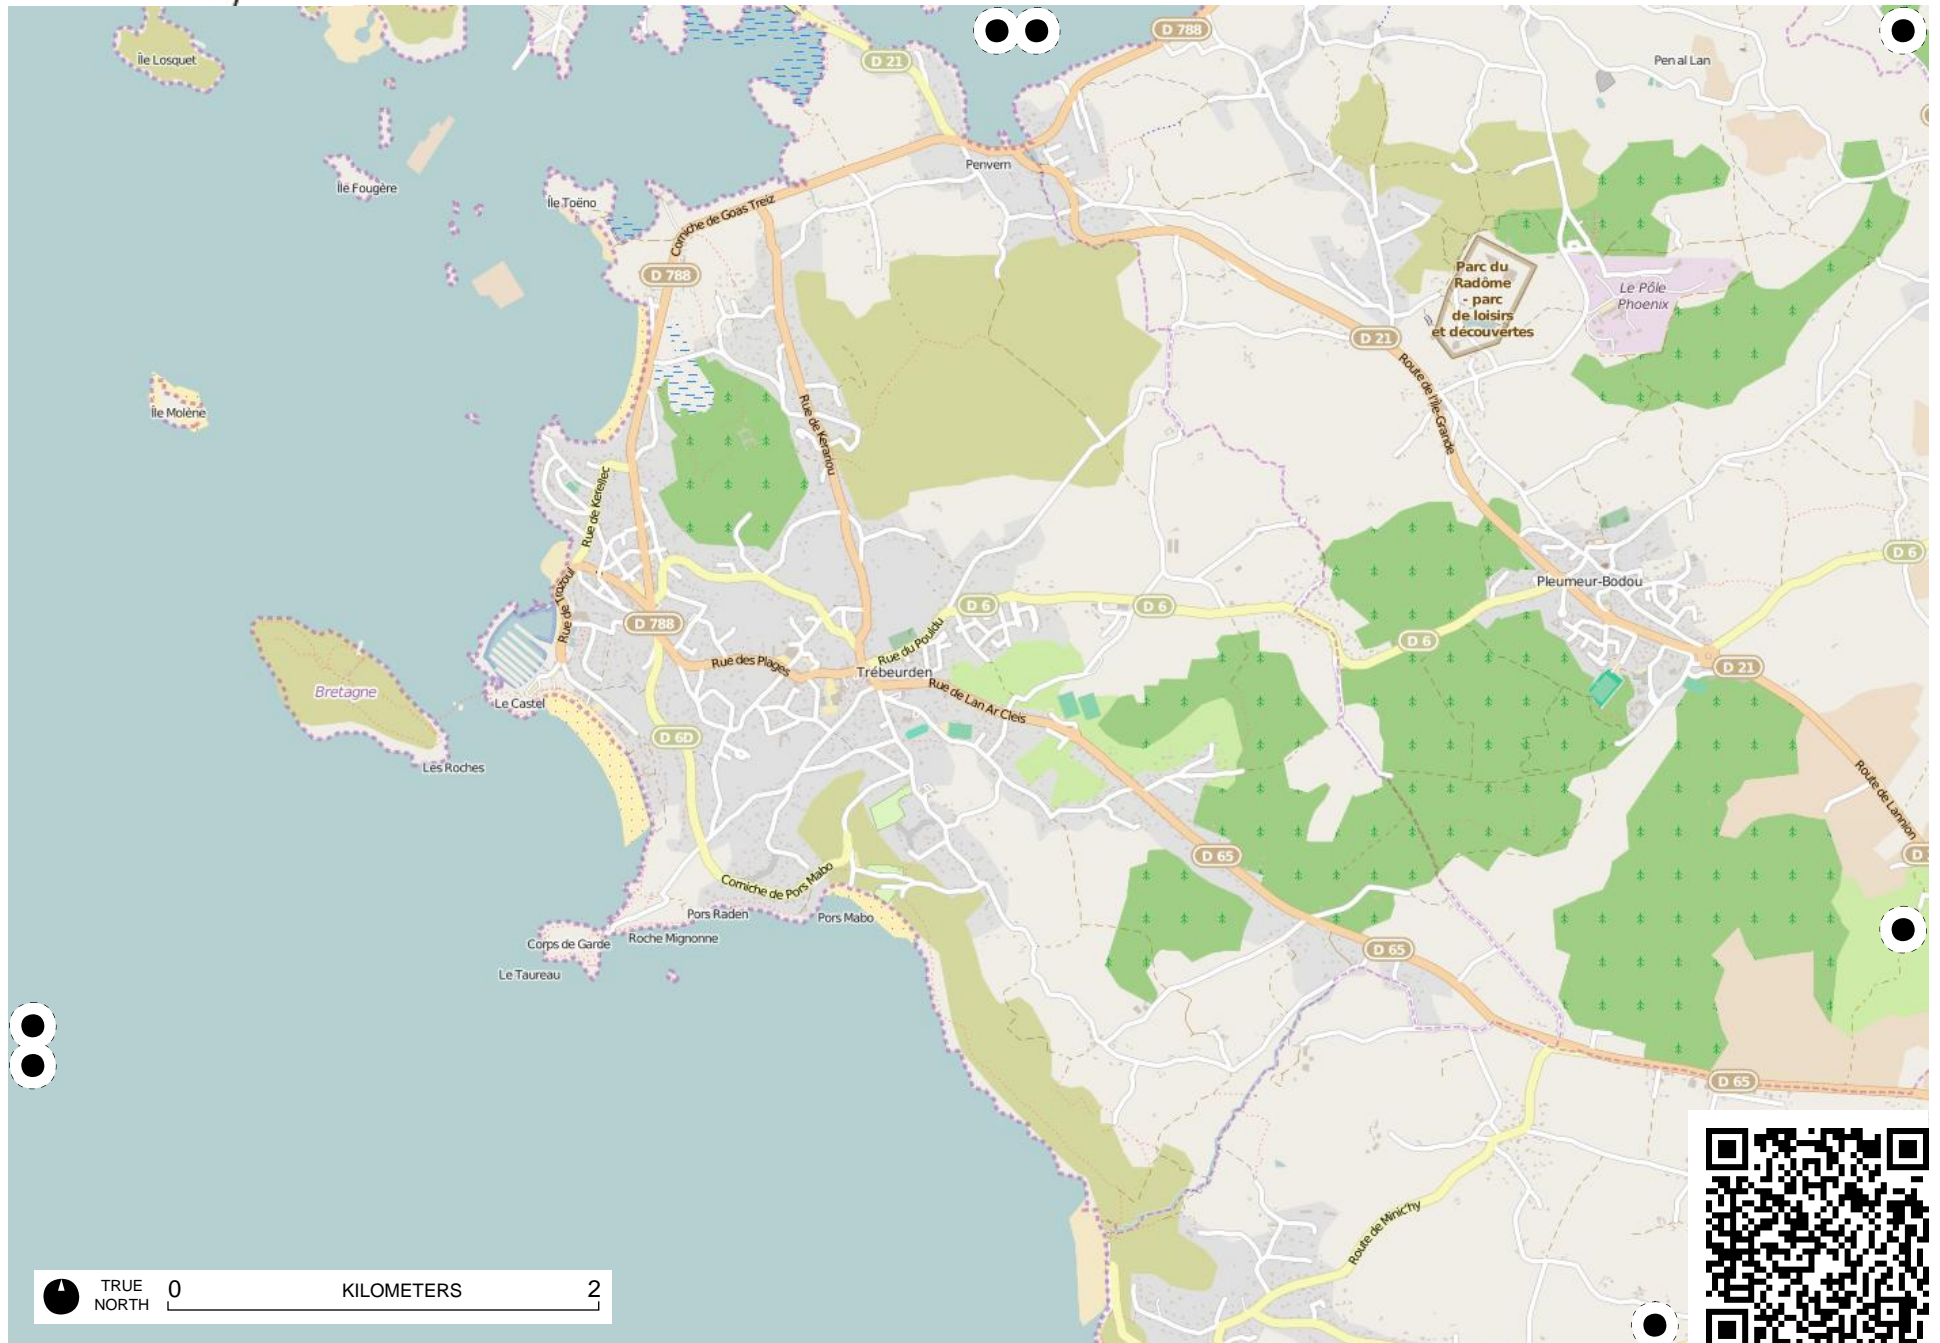 D 788
Île Losquet
D 21
Pen al Lan
Penvern
Île Fougère
Île Toëno
Corniche de Goas Treiz
D 788
Parc du
Radôme
- parc
de loisirs
et découvertes
Le Pôle
Phoenix
D 21
Route de l'Île-Grande
Île Molène
Rue de Kerariou
Rue de Kerellec
D 6
Pleumeur-Bodou
Rue de Trozoul
D 6
D 6
D 788
Rue du Pouldu
D 6
Rue des Plages
Trébeurden
D 21
Bretagne
Le Castel
Rue de Lan Ar Cleis
D 6D
Les Roches
Route de Lannion
D 65
Corniche de Pors Mabo
Pors Raden
Pors Mabo
Corps de Garde
Roche Mignonne
D 65
Le Taureau
D 65
Route de Minic'hy
TRUE
NORTH
0 KILOMETERS 2